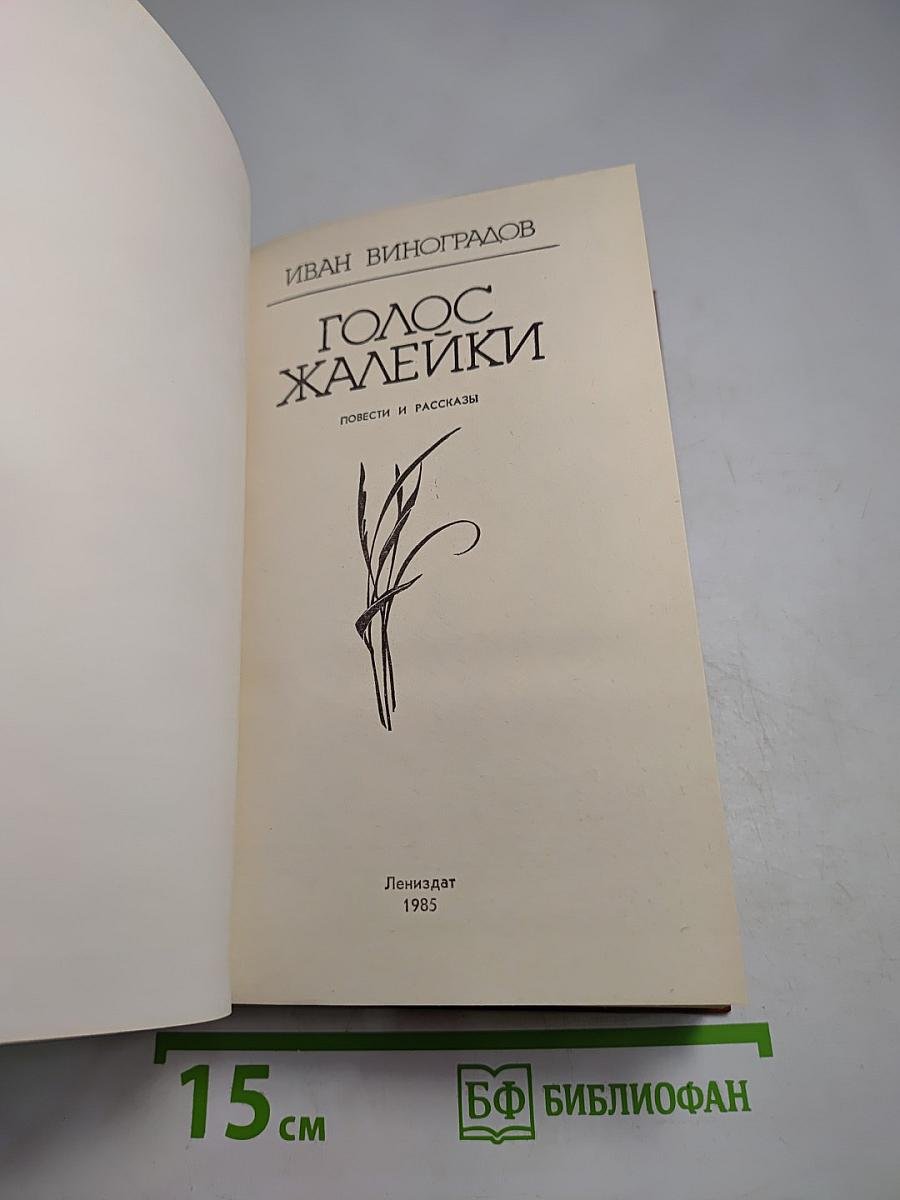 ИВАН ВИНОГРАДОВ
ГОЛОС
ЖАЛЕЙКИ
ПОВЕСТИ И РАССКАЗЫ
Лениздат
1985
15 см
БФ БИБЛИОФАН